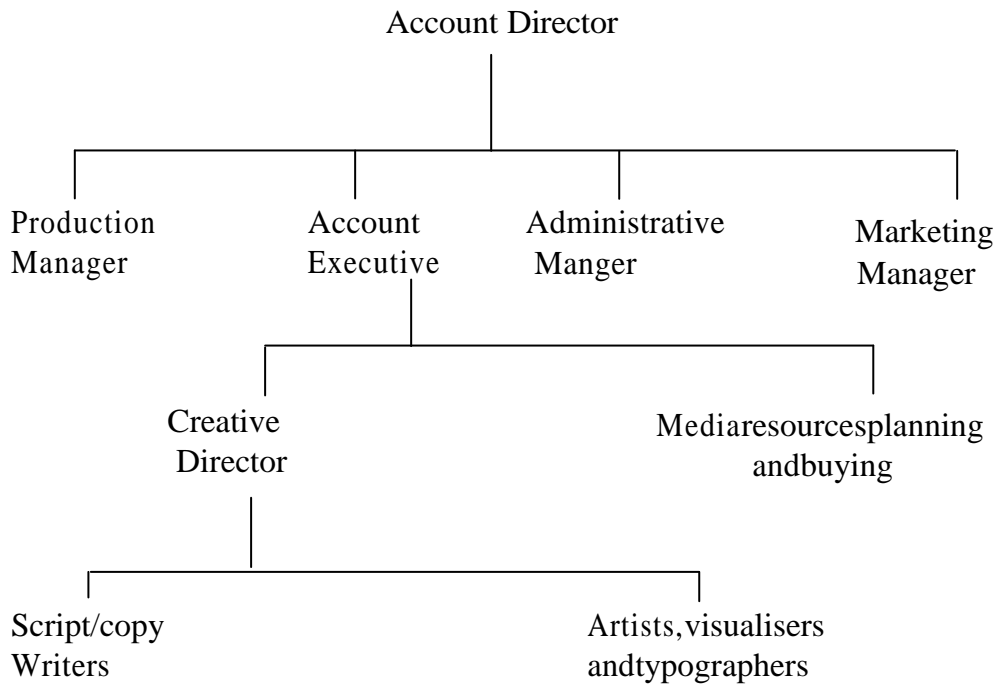 Account Director
Production
Manager
Account
Executive
Administrative
Manger
Marketing
Manager
Creative
Director
Mediaresourcesplanning
andbuying
Script/copy
Writers
Artists,visualisers
andtypographers